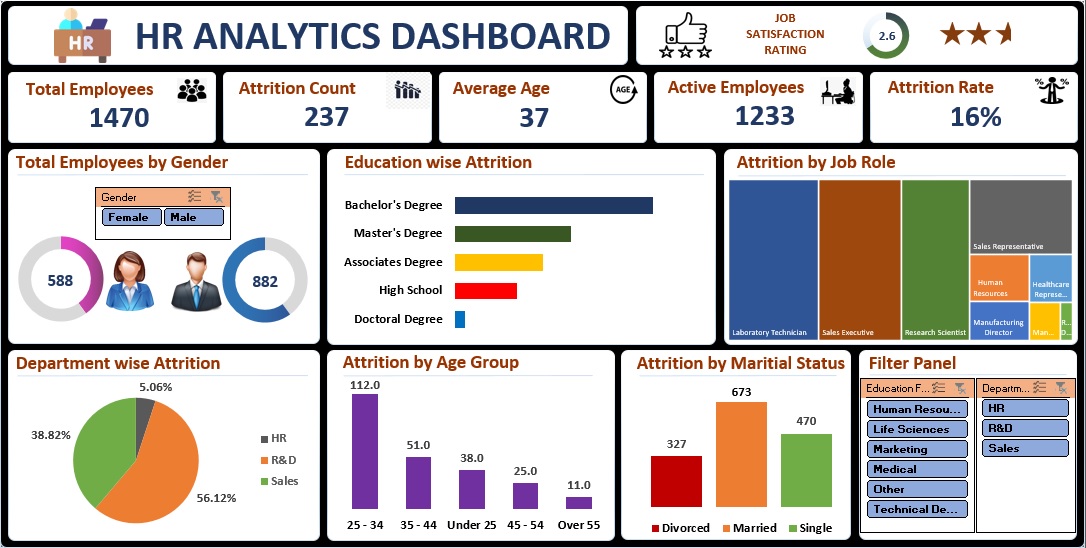 HR
HR ANALYTICS DASHBOARD
JOB
SATISFACTION
RATING
2.6
Total Employees
1470
Attrition Count
237
Average Age
AGE
37
Active Employees
1233
Attrition Rate
16%
Total Employees by Gender
Gender
Female
Male
588
882
Education wise Attrition
Bachelor's Degree
Master's Degree
Associates Degree
High School
Doctoral Degree
Attrition by Job Role
Laboratory Technician
Sales Executive
Research Scientist
Sales Representative
Human
Resources
Healthcare
Represe...
Manufacturing
Director
Man...
R...
D...
Department wise Attrition
5.06%
38.82%
56.12%
HR
R&D
Sales
Attrition by Age Group
112.0
51.0
38.0
25.0
11.0
25 - 34
35 - 44
Under 25
45 - 54
Over 55
Attrition by Maritial Status
327
673
470
Divorced
Married
Single
Filter Panel
Education F...
Human Resou...
Life Sciences
Marketing
Medical
Other
Technical De...
Departm...
HR
R&D
Sales